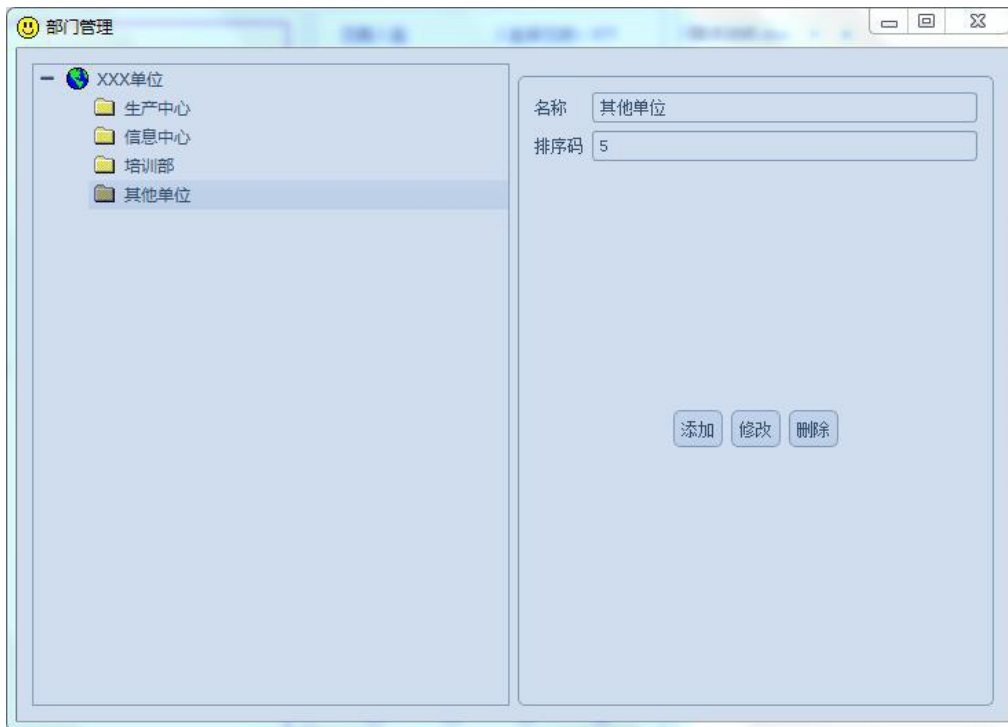 部门管理
XXX单位
生产中心
信息中心
培训部
其他单位
名称 其他单位
排序码 5
添加 修改 删除